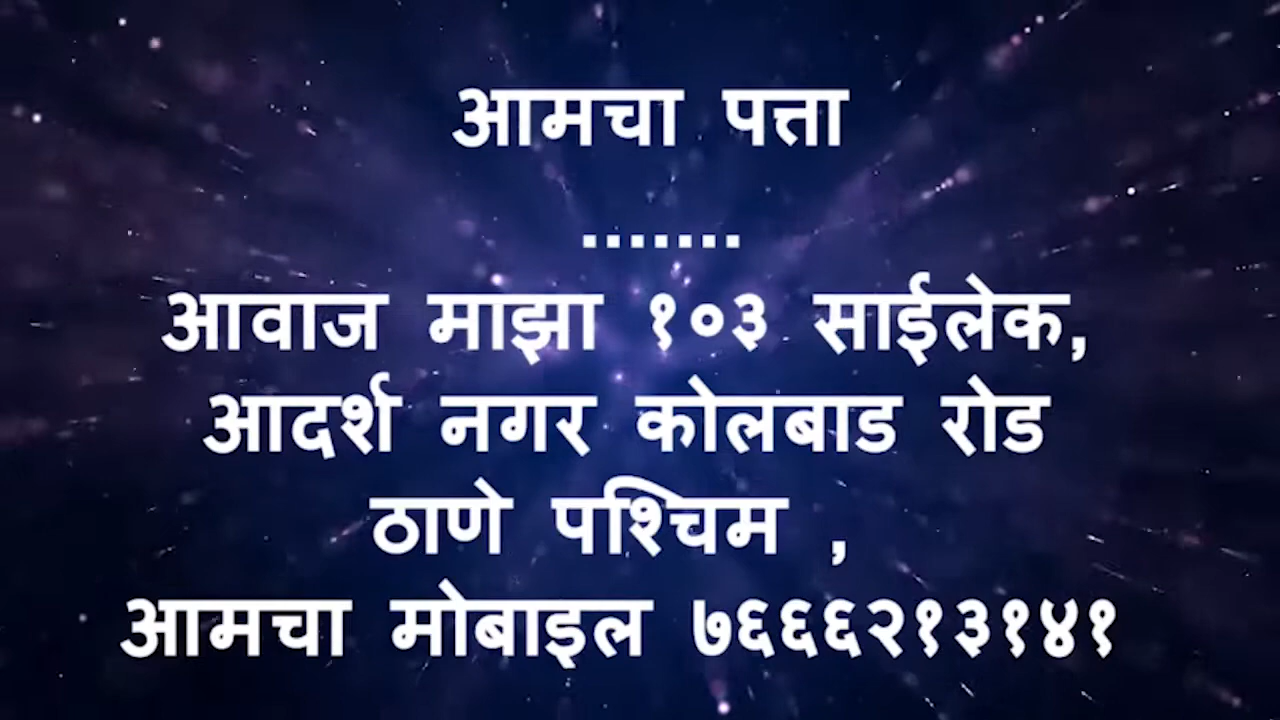 आमचा पत्ता
.......
आवाज माझा १०३ साईलेक,
आदर्श नगर कोलबाड रोड
ठाणे पश्चिम ,
आमचा मोबाइल ७६६६२१३१४१